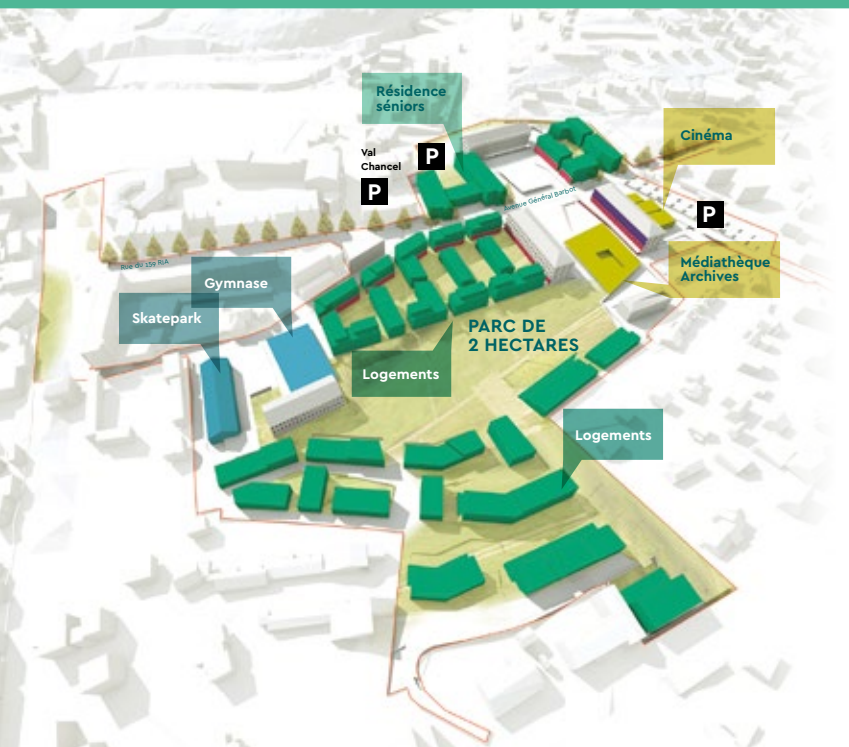 Résidence
séniors
Cinéma
Val
Chancel
P
P
P
Avenue Général Barbot
Rue du 159 RIA
Médiathèque
Archives
Gymnase
Skatepark
PARC DE
2 HECTARES
Logements
Logements